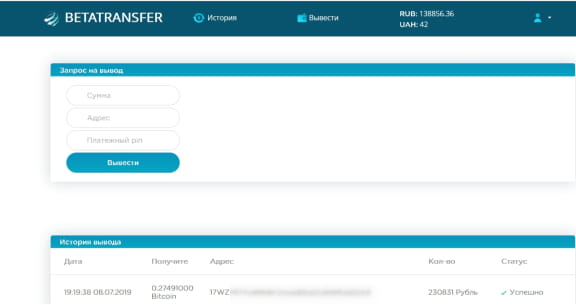 BETATRANSFER
История
Вывести
RUB: 138856.36
UAH: 42
Запрос на вывод
Сумма
Адрес
Платежный pin
Вывести
История вывода
Дата Получите Адрес Кол-во Статус
19:19:38 08.07.2019 0.27491000 Bitcoin 17WZ 230831 Рубль Успешно